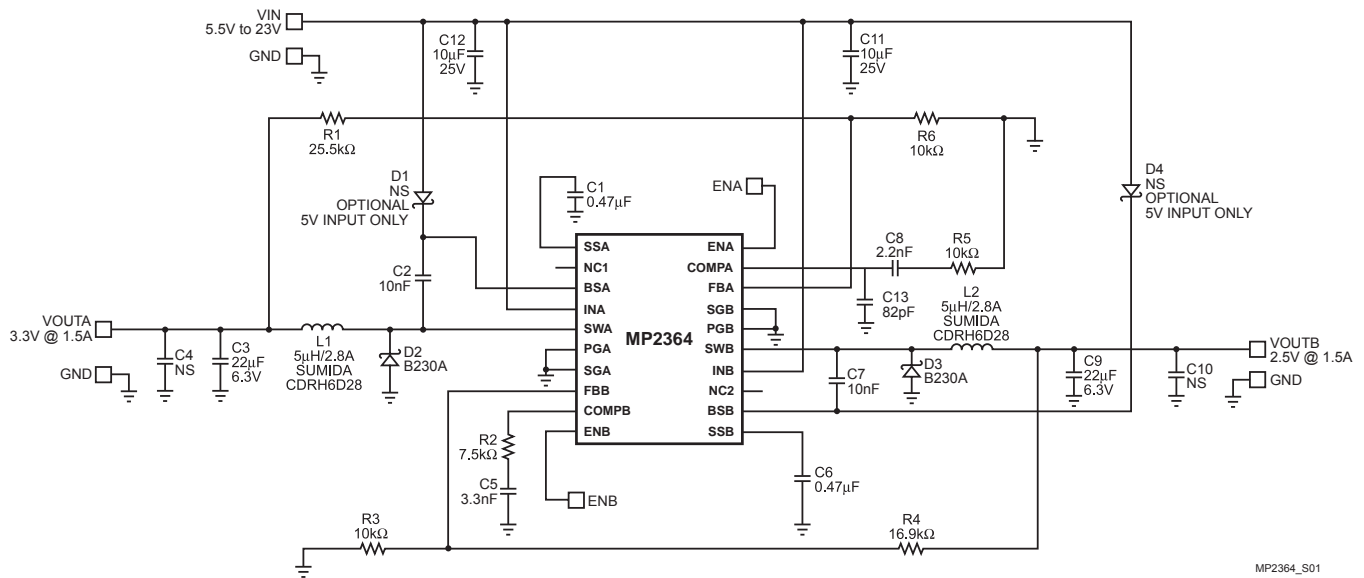 VIN
5.5V to 23V
GND
C12
10µF
25V
C11
10µF
25V
R1
25.5kΩ
R6
10kΩ
D1
NS
OPTIONAL
5V INPUT ONLY
C1
0.47µF
ENA
D4
NS
OPTIONAL
5V INPUT ONLY
C2
10nF
C8
2.2nF
R5
10kΩ
C13
82pF
SSA
NC1
BSA
INA
SWA
PGA
SGA
FBB
COMPB
ENB
MP2364
ENA
COMPA
FBA
SGB
PGB
SWB
INB
NC2
BSB
SSB
VOUTA
3.3V @ 1.5A
GND
C4
NS
C3
22µF
6.3V
L1
5µH/2.8A
SUMIDA
CDRH6D28
D2
B230A
L2
5µH/2.8A
SUMIDA
CDRH6D28
C7
10nF
D3
B230A
C9
22µF
6.3V
C10
NS
VOUTB
2.5V @ 1.5A
GND
R2
7.5kΩ
C5
3.3nF
ENB
C6
0.47µF
R3
10kΩ
R4
16.9kΩ
MP2364_S01